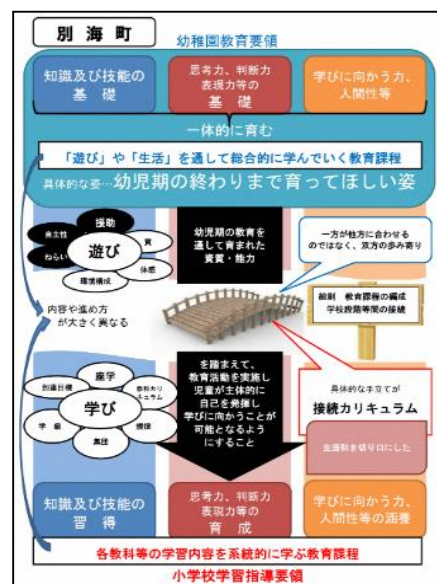 別海町
幼稚園教育要領
知識及び技能の
基 礎
思考力、判断力
表現力等の
基 礎
学びに向かう力、
人間性等
一体的に育む
「遊び」や「生活」を通して総合的に学んでいく教育課程
具体的な姿…幼児期の終わりまで育ってほしい姿
援助
自主性
質
遊び
ねらい
体感
環境構成
幼児期の教育を
通して育まれた
資質・能力
一方が他方に合わせる
のではなく、双方の歩み寄り
内容や進め方
が大きく異なる
総則 教育課程の編成
学校段階等間の接続
座学
到達目標
教科カリ
キュラム
学び
学 級
集団
を踏まえて、
教育活動を実施し
児童が主体的に
自己を発揮し
学びに向かうことが
可能となるよう
にすること
具体的な手立てが
接続カリキュラム
生活科を切り口にした
知識及び技能の
習 得
思考力、判断力
表現力等の
育 成
学びに向かう力、
人間性等の涵養
各教科等の学習内容を系統的に学ぶ教育課程
小学校学習指導要領